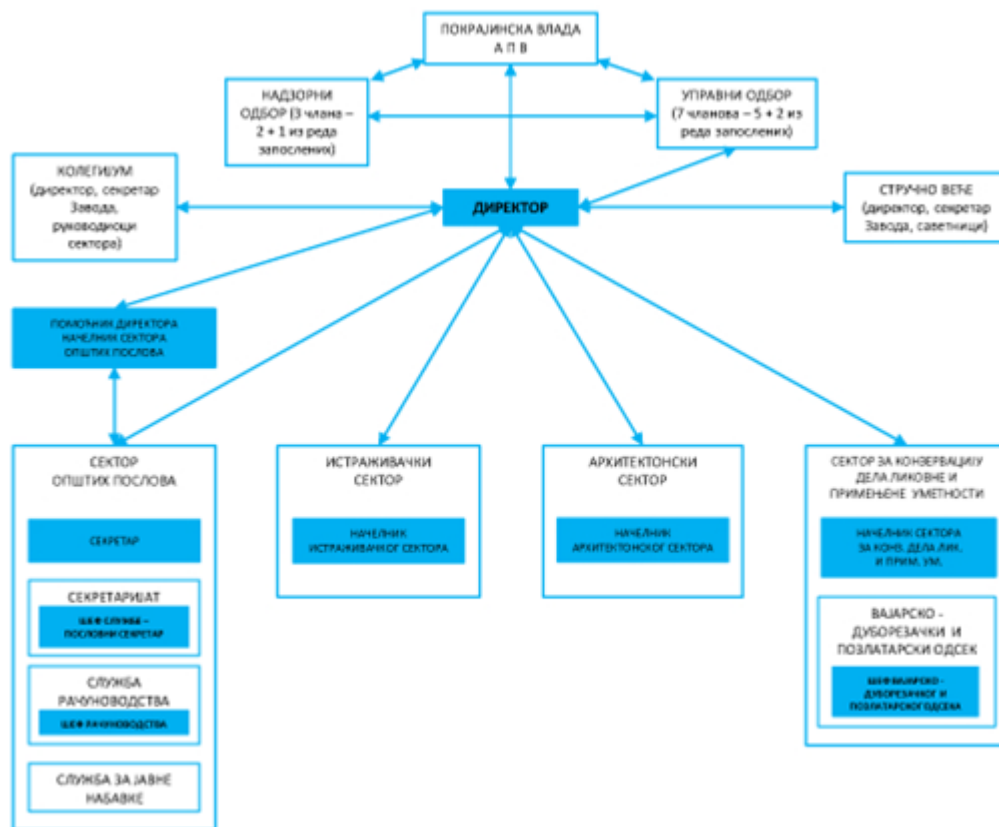 ПОКРАЈИНСКА ВЛАДА
А П В
НАДЗОРНИ
ОДБОР (3 члана –
2 + 1 из реда
запослених)
УПРАВНИ ОДБОР
(7 чланова – 5 + 2 из
реда запослених)
КОЛЕГИЈУМ
(директор, секретар
Завода,
руководиоци
сектора)
ДИРЕКТОР
СТРУЧНО ВЕЋЕ
(директор, секретар
Завода, саветници)
ПОМОЋНИК ДИРЕКТОРА
НАЧЕЛНИК СЕКТОРА
ОПШТИХ ПОСЛОВА
СЕКТОР
ОПШТИХ ПОСЛОВА
СЕКРЕТАР
СЕКРЕТАРИЈАТ
ШЕФ СЛУЖБЕ –
ПОСЛОВНИ СЕКРЕТАР
СЛУЖБА
РАЧУНОВОДСТВА
ШЕФ РАЧУНОВОДСТВА
СЛУЖБА ЗА ЈАВНЕ
НАБАВКЕ
ИСТРАЖИВАЧКИ
СЕКТОР
НАЧЕЛНИК
ИСТРАЖИВАЧКОГ СЕКТОРА
АРХИТЕКТОНСКИ
СЕКТОР
НАЧЕЛНИК
АРХИТЕКТОНСКОГ СЕКТОРА
СЕКТОР ЗА КОНЗЕРВАЦИЈУ
ДЕЛА ЛИКОВНЕ И
ПРИМЕЊЕНЕ УМЕТНОСТИ
НАЧЕЛНИК СЕКТОРА
ЗА КОНЗ. ДЕЛА ЛИК.
И ПРИМ. УМ.
ВАЈАРСКО -
ДУБОРЕЗАЧКИ И
ПОЗЛАТАРСКИ ОДСЕК
ШЕФ ВАЈАРСКО -
ДУБОРЕЗАЧКОГ И
ПОЗЛАТАРСКОГ ОДСЕКА